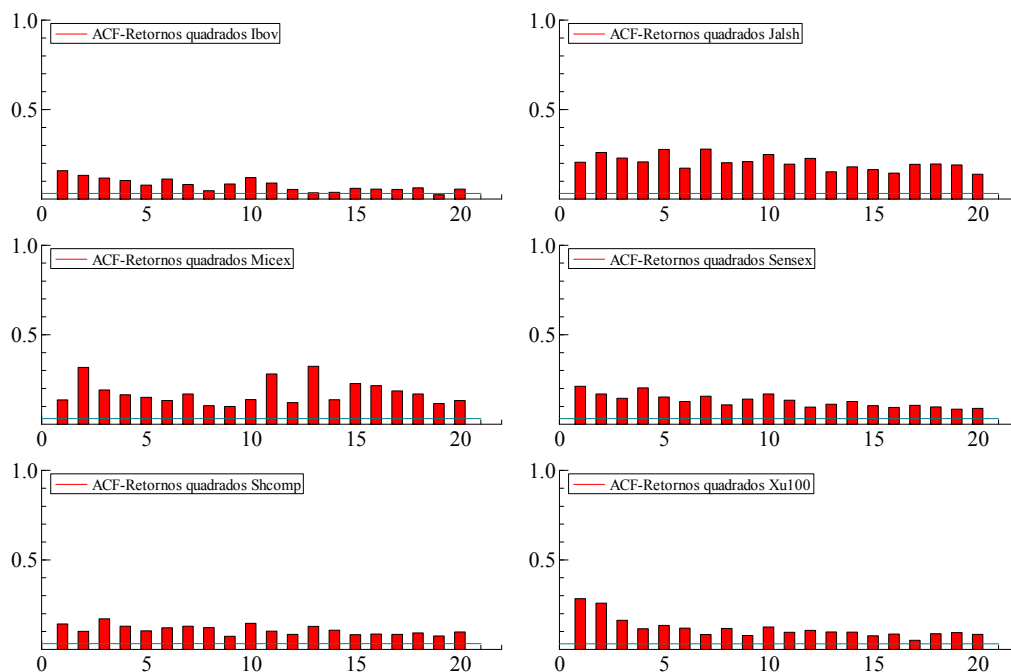 1.0
ACF-Retornos quadrados Ibov
0.5
0 5 10 15 20
1.0
ACF-Retornos quadrados Jalsh
0.5
0 5 10 15 20
1.0
ACF-Retornos quadrados Micex
0.5
0 5 10 15 20
1.0
ACF-Retornos quadrados Sensex
0.5
0 5 10 15 20
1.0
ACF-Retornos quadrados Shcomp
0.5
0 5 10 15 20
1.0
ACF-Retornos quadrados Xu100
0.5
0 5 10 15 20